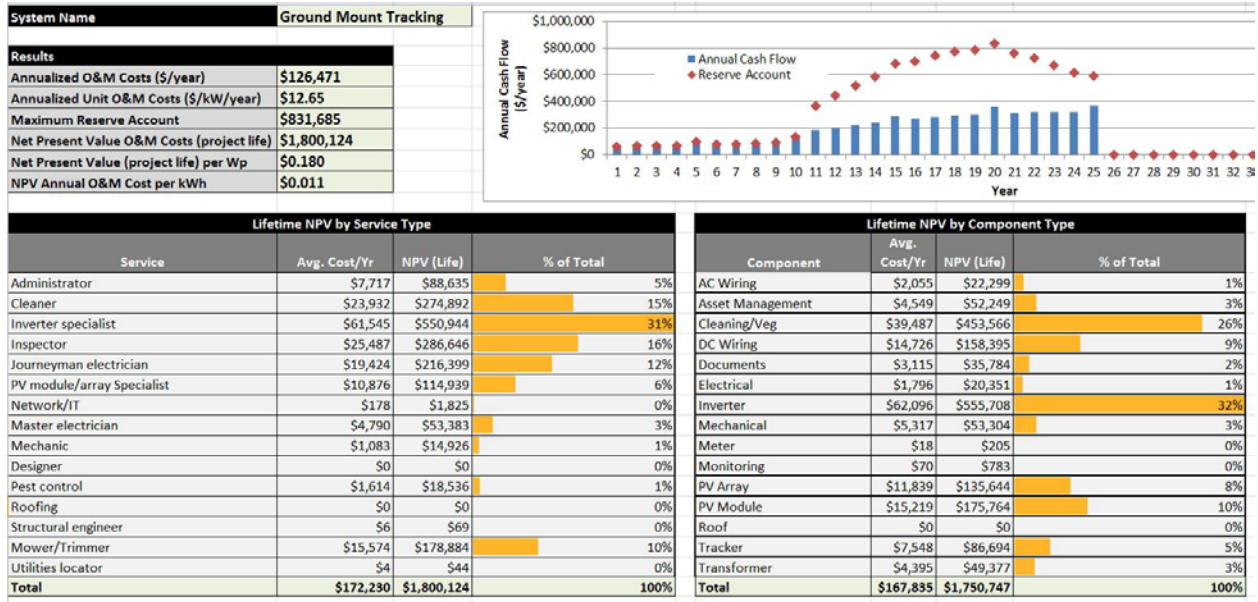 System Name Ground Mount Tracking
Results
Annualized O&M Costs ($/year) $126,471
Annualized Unit O&M Costs ($/kW/year) $12.65
Maximum Reserve Account $831,685
Net Present Value O&M Costs (project life) $1,800,124
Net Present Value (project life) per Wp $0.180
NPV Annual O&M Cost per kWh $0.011
Annual Cash Flow
($/year)
$1,000,000
$800,000
$600,000
$400,000
$200,000
$0
Annual Cash Flow
Reserve Account
1 2 3 4 5 6 7 8 9 10 11 12 13 14 15 16 17 18 19 20 21 22 23 24 25 26 27 28 29 30 31 32
Year
Lifetime NPV by Service Type
Service Avg. Cost/Yr NPV (Life) % of Total
Administrator $7,717 $88,635 5%
Cleaner $23,932 $274,892 15%
Inverter specialist $61,545 $550,944 31%
Inspector $25,487 $286,646 16%
Journeyman electrician $19,424 $216,399 12%
PV module/array Specialist $10,876 $114,939 6%
Network/IT $178 $1,825 0%
Master electrician $4,790 $53,383 3%
Mechanic $1,083 $14,926 1%
Designer $0 $0 0%
Pest control $1,614 $18,536 1%
Roofing $0 $0 0%
Structural engineer $6 $69 0%
Mower/Trimmer $15,574 $178,884 10%
Utilities locator $4 $44 0%
Total $172,230 $1,800,124 100%
Lifetime NPV by Component Type
Component Avg. Cost/Yr NPV (Life) % of Total
AC Wiring $2,055 $22,299 1%
Asset Management $4,549 $52,249 3%
Cleaning/Veg $39,487 $453,566 26%
DC Wiring $14,726 $158,395 9%
Documents $3,115 $35,784 2%
Electrical $1,796 $20,351 1%
Inverter $62,096 $555,708 32%
Mechanical $5,317 $53,304 3%
Meter $18 $205 0%
Monitoring $70 $783 0%
PV Array $11,839 $135,644 8%
PV Module $15,219 $175,764 10%
Roof $0 $0 0%
Tracker $7,548 $86,694 5%
Transformer $4,395 $49,377 3%
Total $167,835 $1,750,747 100%